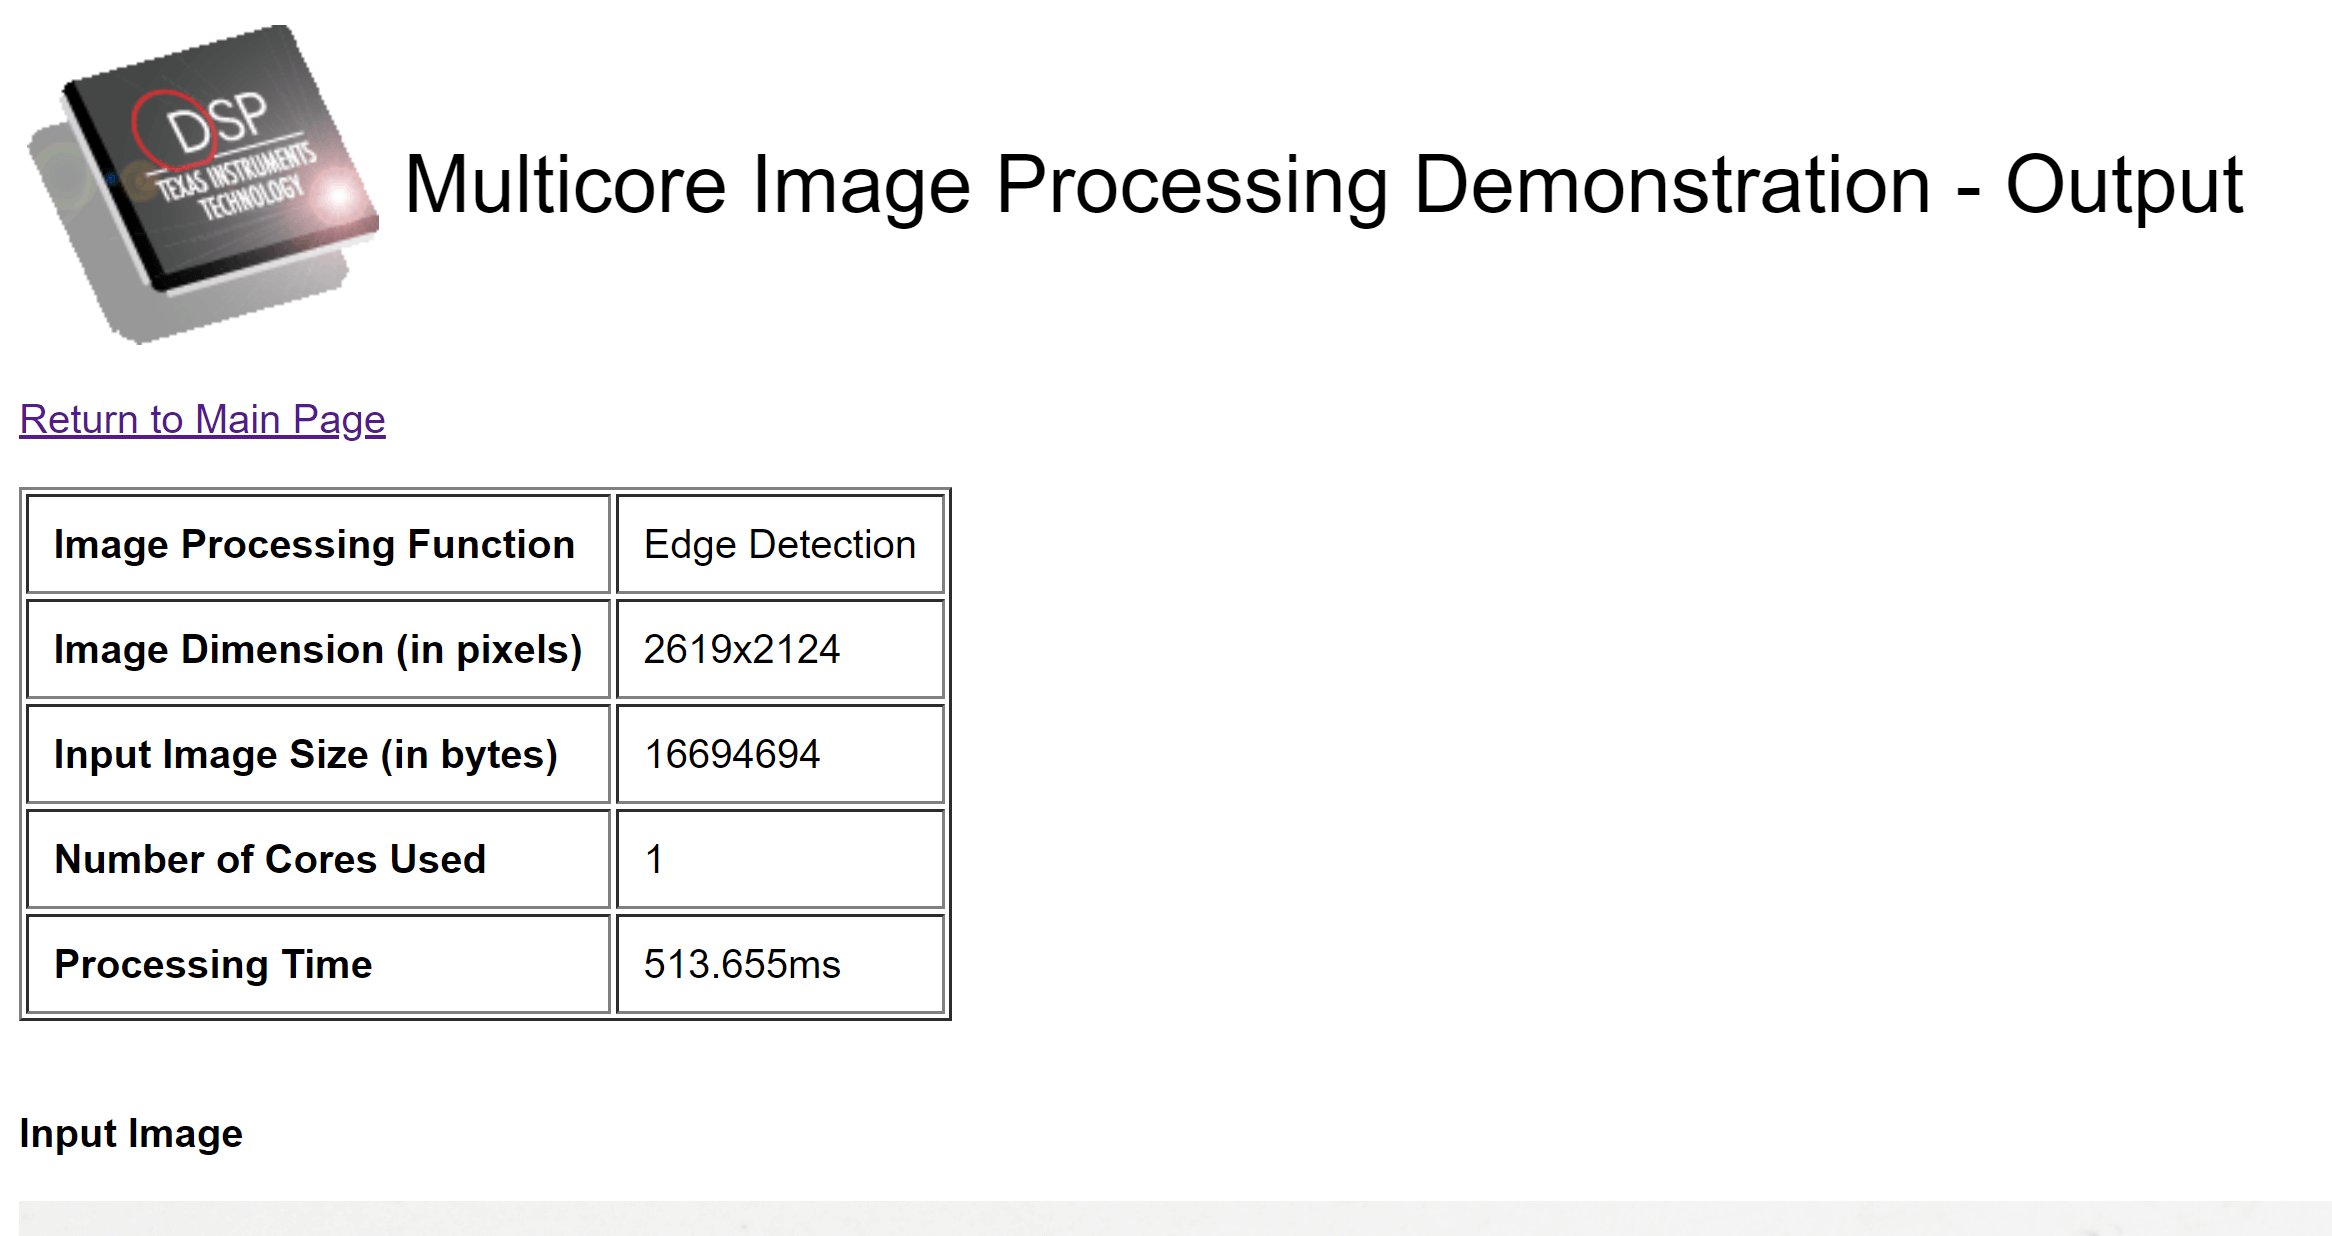 DSP
TEXAS INSTRUMENTS
TECHNOLOGY
Multicore Image Processing Demonstration - Output
Return to Main Page
Image Processing Function Edge Detection
Image Dimension (in pixels) 2619x2124
Input Image Size (in bytes) 16694694
Number of Cores Used 1
Processing Time 513.655ms
Input Image